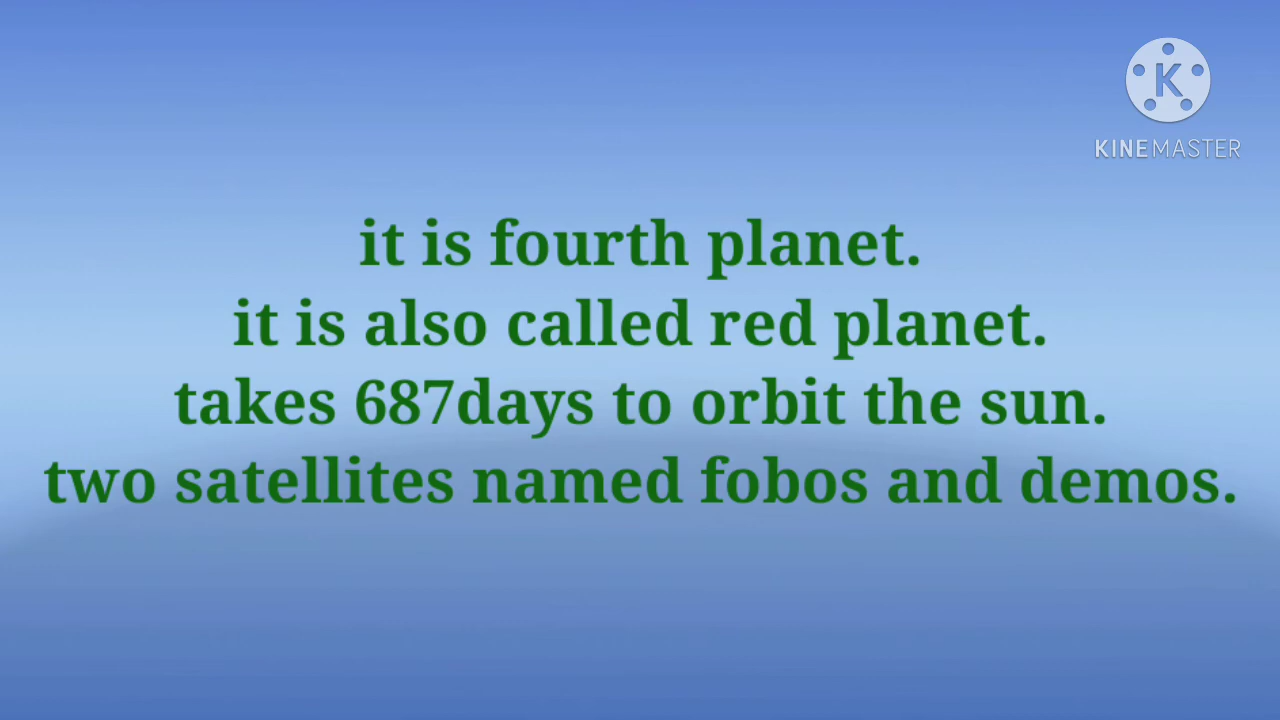 K
KINEMASTER
it is fourth planet.
it is also called red planet.
takes 687days to orbit the sun.
two satellites named fobos and demos.